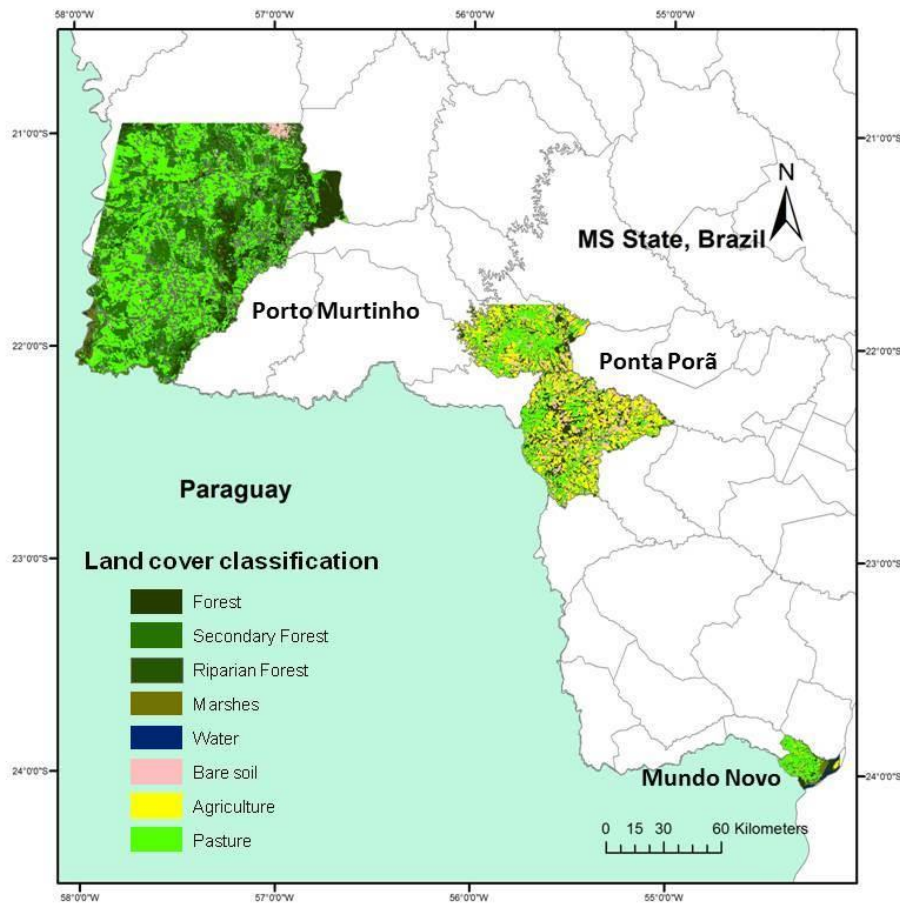 58°0'0"W 57°0'0"W 56°0'0"W 55°0'0"W
21°0'0"S 21°0'0"S
N
MS State, Brazil
Porto Murtinho
22°0'0"S 22°0'0"S
Ponta Porã
Paraguay
23°0'0"S 23°0'0"S
Land cover classification
Forest
Secondary Forest
Riparian Forest
Marshes
Water
Bare soil
Agriculture
Pasture
24°0'0"S 24°0'0"S
Mundo Novo
0 15 30 60 Kilometers
58°0'0"W 57°0'0"W 56°0'0"W 55°0'0"W